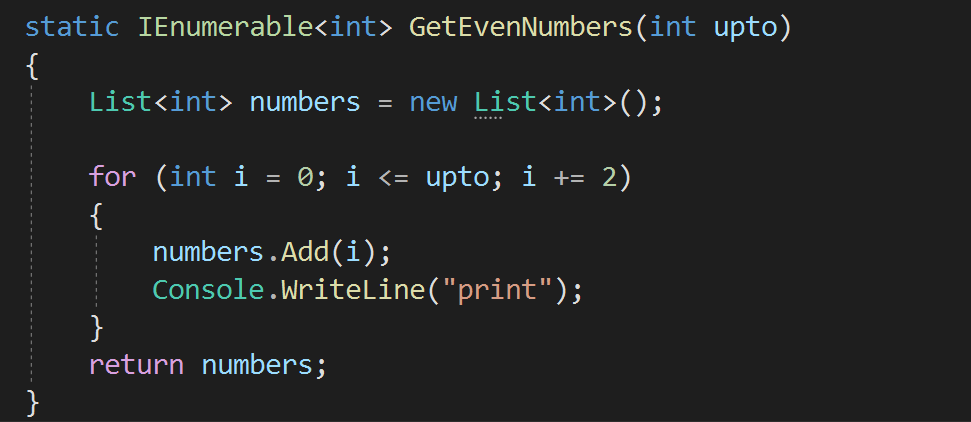 static IEnumerable<int> GetEvenNumbers(int upto)
{
    List<int> numbers = new List<int>();
    for (int i = 0; i <= upto; i += 2)
    {
        numbers.Add(i);
        Console.WriteLine("print");
    }
    return numbers;
}